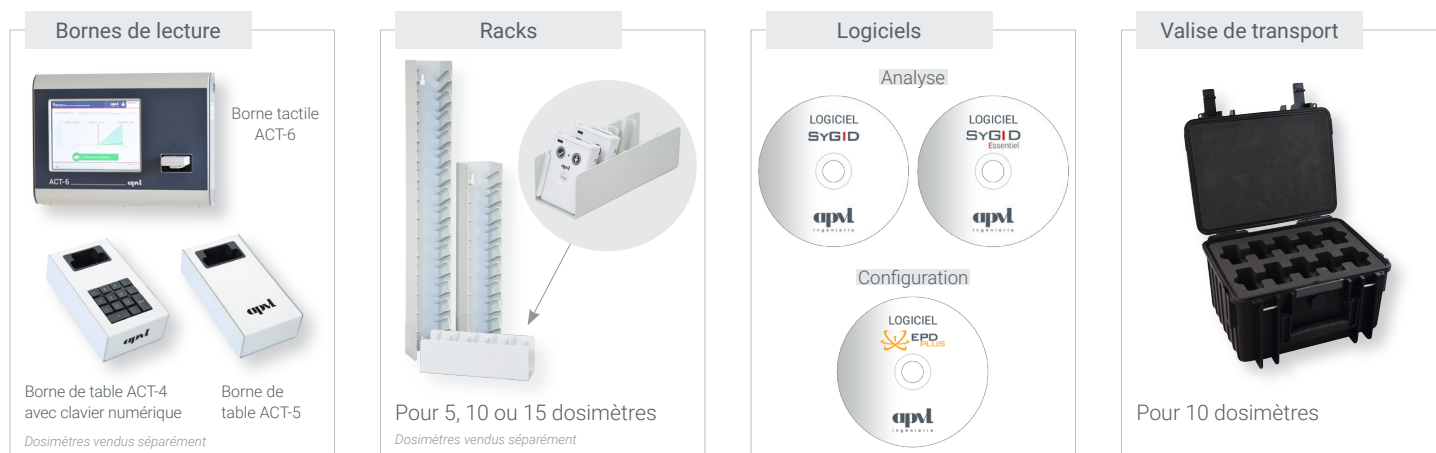 Bornes de lecture
Borne tactile
ACT-6
ACT-6
apvl
apvl
apvl
Borne de table ACT-4
avec clavier numérique
Borne de
table ACT-5
Dosimètres vendus séparément
Racks
Pour 5, 10 ou 15 dosimètres
Dosimètres vendus séparément
Logiciels
Analyse
LOGICIEL
SYGID
apvl
ingénierie
LOGICIEL
SYGID
Essentiel
apvl
ingénierie
Configuration
LOGICIEL
EPD
PLUS
apvl
ingénierie
Valise de transport
Pour 10 dosimètres